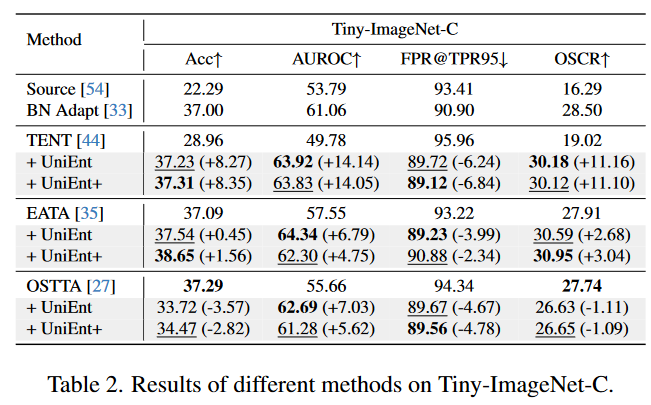 Method Tiny-ImageNet-C
Acc↑ AUROC↑ FPR@TPR95↓ OSCR↑
Source [54] 22.29 53.79 93.41 16.29
BN Adapt [33] 37.00 61.06 90.90 28.50
TENT [44] 28.96 49.78 95.96 19.02
+ UniEnt 37.23 (+8.27) 63.92 (+14.14) 89.72 (-6.24) 30.18 (+11.16)
+ UniEnt+ 37.31 (+8.35) 63.83 (+14.05) 89.12 (-6.84) 30.12 (+11.10)
EATA [35] 37.09 57.55 93.22 27.91
+ UniEnt 37.54 (+0.45) 64.34 (+6.79) 89.23 (-3.99) 30.59 (+2.68)
+ UniEnt+ 38.65 (+1.56) 62.30 (+4.75) 90.88 (-2.34) 30.95 (+3.04)
OSTTA [27] 37.29 55.66 94.34 27.74
+ UniEnt 33.72 (-3.57) 62.69 (+7.03) 89.67 (-4.67) 26.63 (-1.11)
+ UniEnt+ 34.47 (-2.82) 61.28 (+5.62) 89.56 (-4.78) 26.65 (-1.09)
Table 2. Results of different methods on Tiny-ImageNet-C.